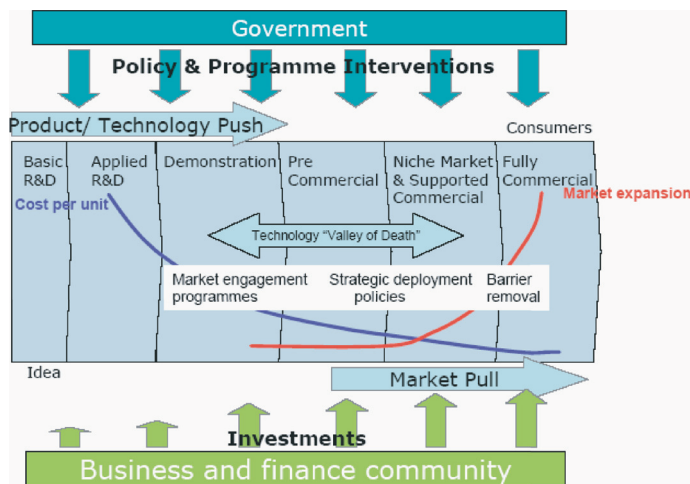 Government
Policy & Programme Interventions
Product/ Technology Push
Consumers
Basic
R&D
Applied
R&D
Demonstration
Pre
Commercial
Niche Market
& Supported
Commercial
Fully
Commercial
Cost per unit
Market expansion
Technology "Valley of Death"
Market engagement
programmes
Strategic deployment
policies
Barrier
removal
Idea
Market Pull
Investments
Business and finance community